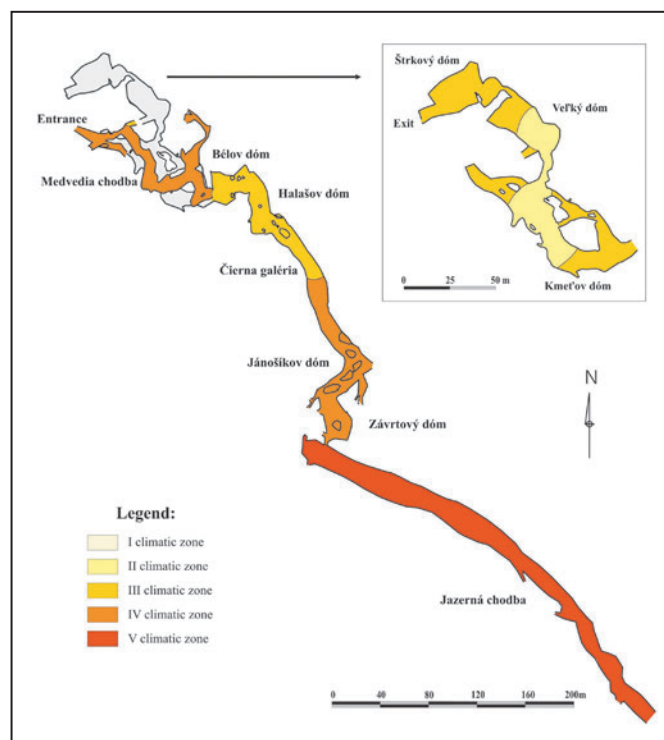 Štrkový dóm
Veľký dóm
Entrance
Exit
Bélov dóm
Medvedia chodba
Halašov dóm
Čierna galéria
0 25 50 m
Kmeťov dóm
Jánošíkov dóm
N
Závrtový dóm
Legend:
I climatic zone
II climatic zone
III climatic zone
IV climatic zone
V climatic zone
Jazerná chodba
0 40 80 120 160 200m